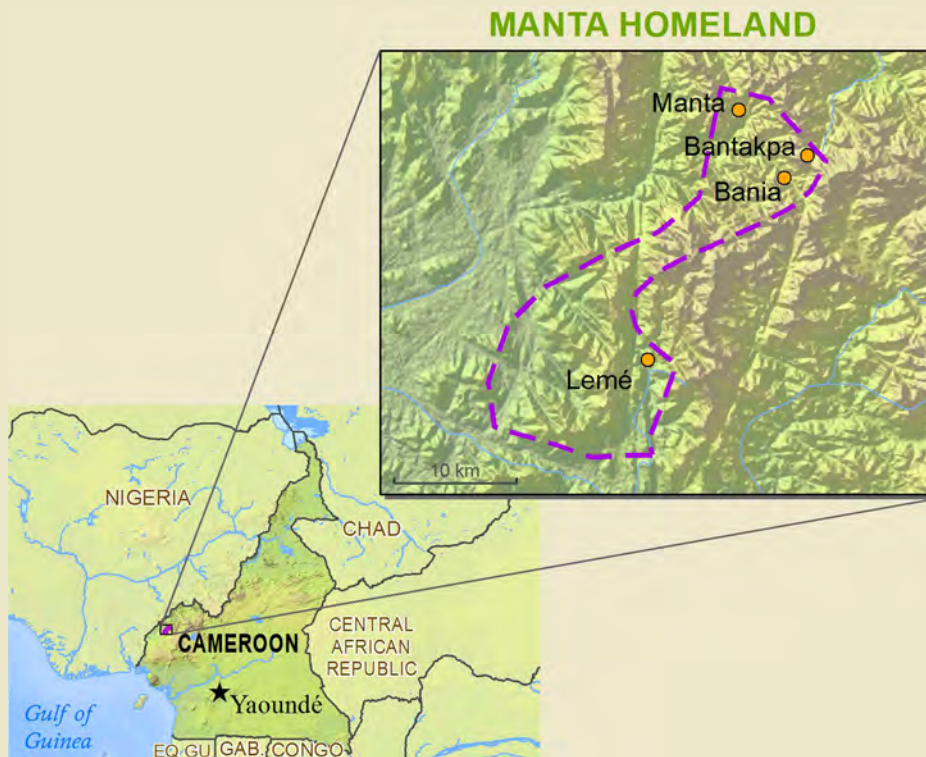 MANTA HOMELAND
Manta
Bantakpa
Bania
Lemé
10 km
NIGERIA
CHAD
CAMEROON
CENTRAL
AFRICAN
REPUBLIC
Yaoundé
Gulf of
Guinea
EQ.GU
GAB.
CONGO